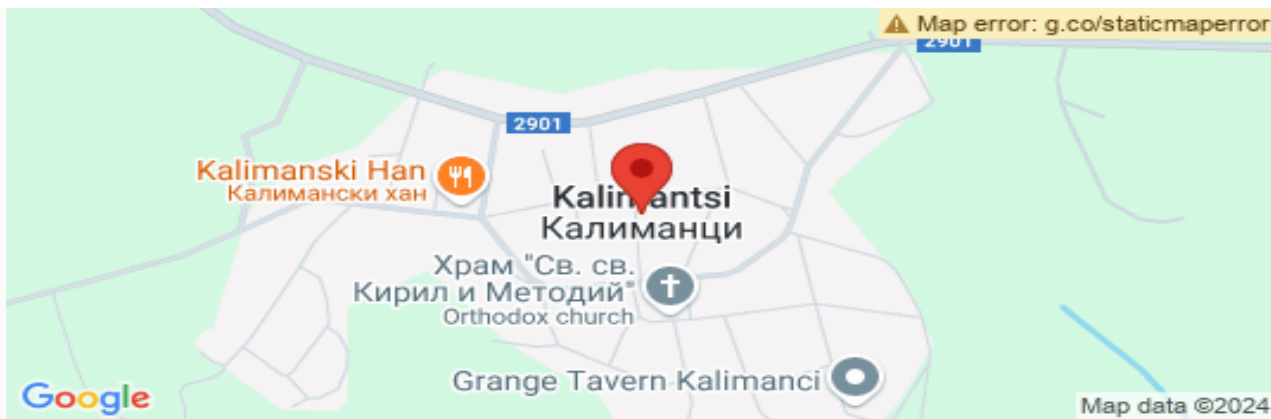 Map error: g.co/staticmaperror
2901
2901
Kalimanski Han
Калимански хан
Kalimantsi
Калиманци
Храм "Св. св.
Кирил и Методий"
Orthodox church
Grange Tavern Kalimanci
Google
Map data ©2024